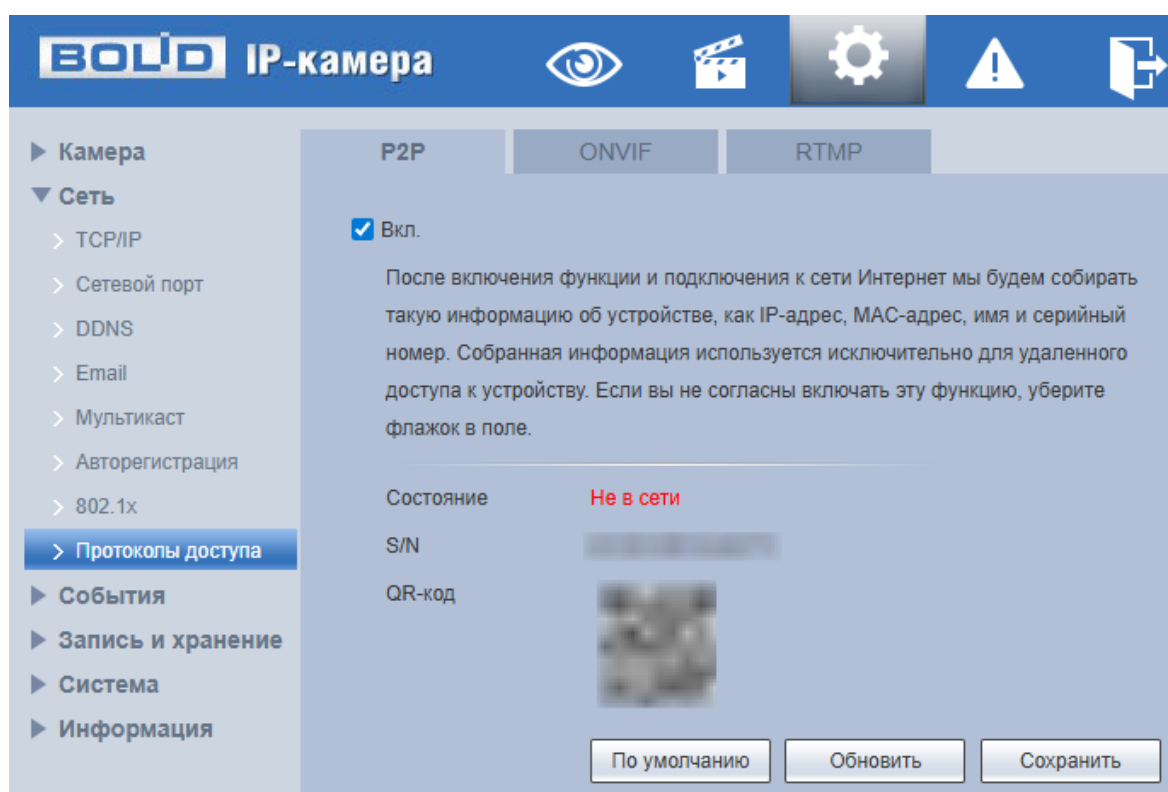 BOLID IP-камера
P2P ONVIF RTMP
Камера
Сеть
TCP/IP
Сетевой порт
DDNS
Email
Мультикаст
Авторегистрация
802.1x
Протоколы доступа
События
Запись и хранение
Система
Информация
Вкл.
После включения функции и подключения к сети Интернет мы будем собирать
такую информацию об устройстве, как IP-адрес, MAC-адрес, имя и серийный
номер. Собранная информация используется исключительно для удаленного
доступа к устройству. Если вы не согласны включать эту функцию, уберите
флажок в поле.
Состояние Не в сети
S/N
QR-код
По умолчанию Обновить Сохранить